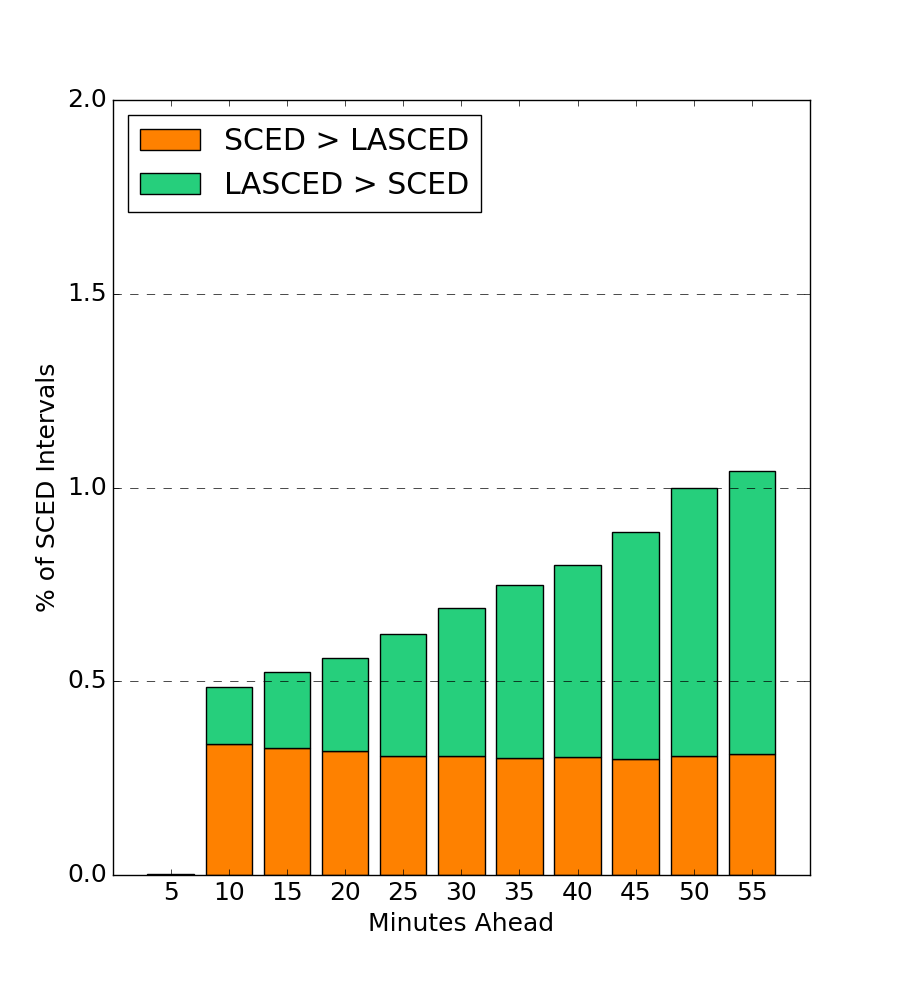 2.0
SCED > LASCED
LASCED > SCED
1.5
1.0
0.5
0.0
% of SCED Intervals
5 10 15 20 25 30 35 40 45 50 55
Minutes Ahead